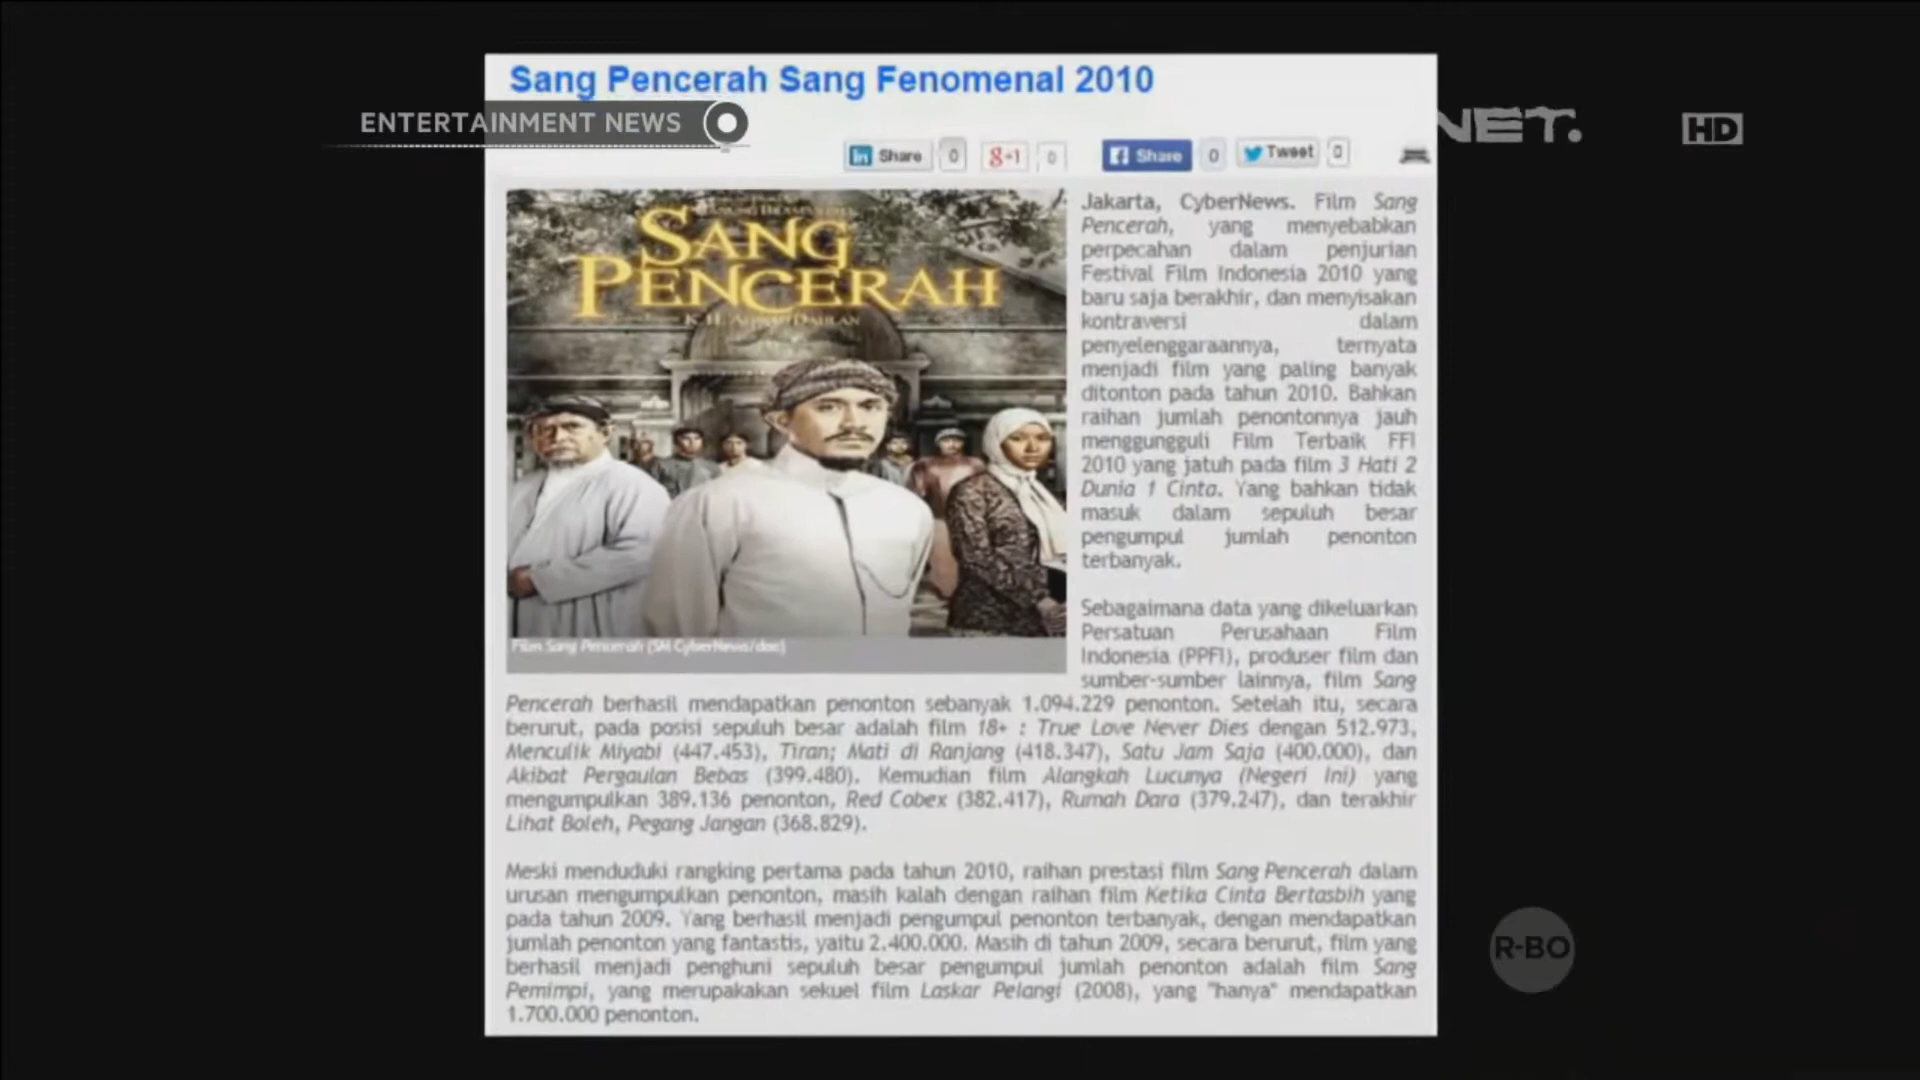 Sang Pencerah Sang Fenomenal 2010
ENTERTAINMENT NEWS
NET.
HD
in Share 0
g+1 0
f Share 0
Tweet 0
SANG
PENCERAH
K.H. AHMAD DAHLAN
Film Sang Pencerah (SM CyberNews/doc)
Jakarta, CyberNews. Film Sang
Pencerah, yang menyebabkan
perpecahan dalam penjurian
Festival Film Indonesia 2010 yang
baru saja berakhir, dan menyisakan
kontraversi dalam
penyelenggaraannya, ternyata
menjadi film yang paling banyak
ditonton pada tahun 2010. Bahkan
raihan jumlah penontonnya jauh
menggungguli Film Terbaik FFI
2010 yang jatuh pada film 3 Hati 2
Dunia 1 Cinta. Yang bahkan tidak
masuk dalam sepuluh besar
pengumpul jumlah penonton
terbanyak.
Sebagaimana data yang dikeluarkan
Persatuan Perusahaan Film
Indonesia (PPFI), produser film dan
sumber-sumber lainnya, film Sang
Pencerah berhasil mendapatkan penonton sebanyak 1.094.229 penonton. Setelah itu, secara
berurut, pada posisi sepuluh besar adalah film 18+ : True Love Never Dies dengan 512.973,
Menculik Miyabi (447.453), Tiran; Mati di Ranjang (418.347), Satu Jam Saja (400.000), dan
Akibat Pergaulan Bebas (399.480). Kemudian film Alangkah Lucunya (Negeri Ini) yang
mengumpulkan 389.136 penonton, Red Cobex (382.417), Rumah Dara (379.247), dan terakhir
Lihat Boleh, Pegang Jangan (368.829).
Meski menduduki rangking pertama pada tahun 2010, raihan prestasi film Sang Pencerah dalam
urusan mengumpulkan penonton, masih kalah dengan raihan film Ketika Cinta Bertasbih yang
pada tahun 2009. Yang berhasil menjadi pengumpul penonton terbanyak, dengan mendapatkan
jumlah penonton yang fantastis, yaitu 2.400.000. Masih di tahun 2009, secara berurut, film yang
berhasil menjadi penghuni sepuluh besar pengumpul jumlah penonton adalah film Sang
Pemimpi, yang merupakakan sekuel film Laskar Pelangi (2008), yang "hanya" mendapatkan
1.700.000 penonton.
R-BO